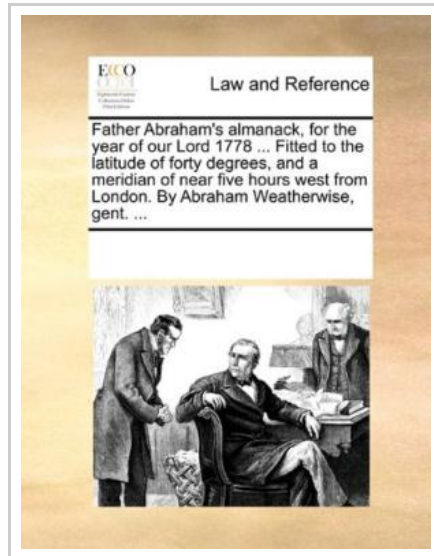 ECCO
Law and Reference
Father Abraham's almanack, for the
year of our Lord 1778 ... Fitted to the
latitude of forty degrees, and a
meridian of near five hours west from
London. By Abraham Weatherwise,
gent. ...